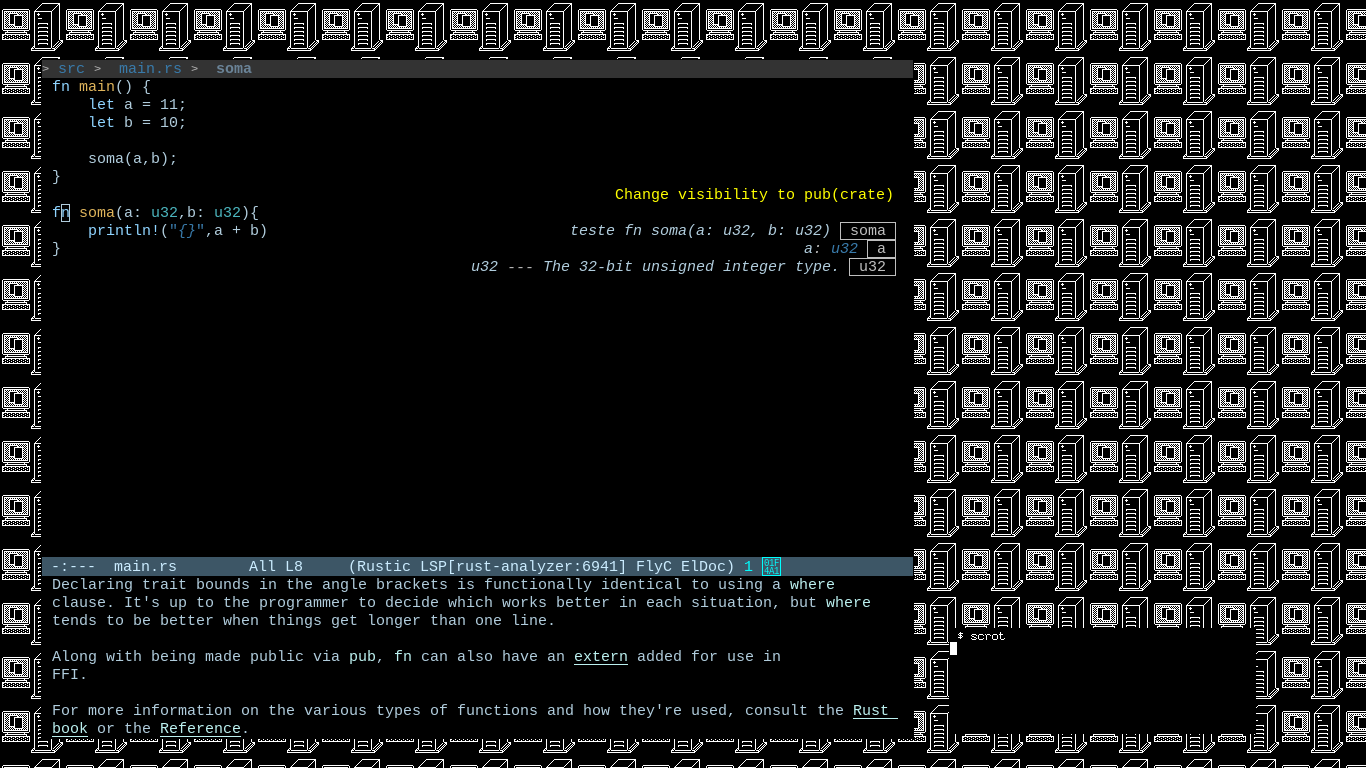 > src > main.rs > soma
fn main() {
    let a = 11;
    let b = 10;
    soma(a,b);
}
Change visibility to pub(crate)
fn soma(a: u32,b: u32){
    println!("{}",a + b)    teste fn soma(a: u32, b: u32) soma
}    a: u32 a
u32 --- The 32-bit unsigned integer type. u32
-:---  main.rs        All L8     (Rustic LSP[rust-analyzer:6941] FlyC ElDoc) 1 01F4A1
Declaring trait bounds in the angle brackets is functionally identical to using a where
clause. It's up to the programmer to decide which works better in each situation, but where
tends to be better when things get longer than one line.
Along with being made public via pub, fn can also have an extern added for use in
FFI.
For more information on the various types of functions and how they're used, consult the Rust
book or the Reference.
$ scrot